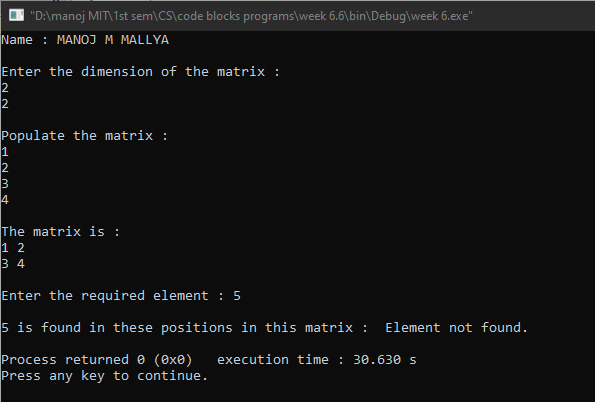 "D:\manoj MIT\1st sem\CS\code blocks programs\week 6.6\bin\Debug\week 6.exe"
Name : MANOJ M MALLYA
Enter the dimension of the matrix :
2
2
Populate the matrix :
1
2
3
4
The matrix is :
1 2
3 4
Enter the required element : 5
5 is found in these positions in this matrix :  Element not found.
Process returned 0 (0x0)   execution time : 30.630 s
Press any key to continue.